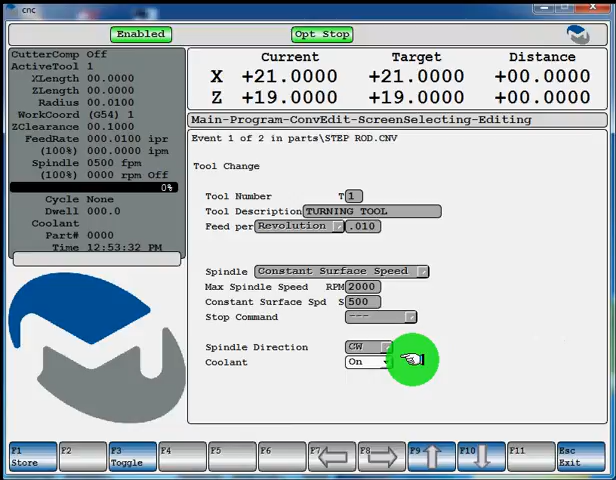 cnc
Enabled
Opt Stop
CutterComp Off
ActiveTool 1
XLength 00.0000
ZLength 00.0000
Radius 00.0100
WorkCoord (G54) 1
ZClearance 00.1000
FeedRate 000.0100 ipr
(100%) 000.0000 ipm
Spindle 0500 fpm
(100%) 0000 rpm Off
0%
Cycle None
Dwell 000.0
Coolant
Part# 0000
Time 12:53:32 PM
Current Target Distance
X +21.0000 +21.0000 +00.0000
Z +19.0000 +19.0000 +00.0000
Main-Program-ConvEdit-ScreenSelecting-Editing
Event 1 of 2 in parts\STEP ROD.CNV
Tool Change
Tool Number T 1
Tool Description TURNING TOOL
Feed per Revolution .010
Spindle Constant Surface Speed
Max Spindle Speed RPM 2000
Constant Surface Spd S 500
Stop Command ---
Spindle Direction CW
Coolant On
F1 F2 F3 F4 F5 F6 F7 F8 F9 F10 F11 Esc
Store Toggle Exit